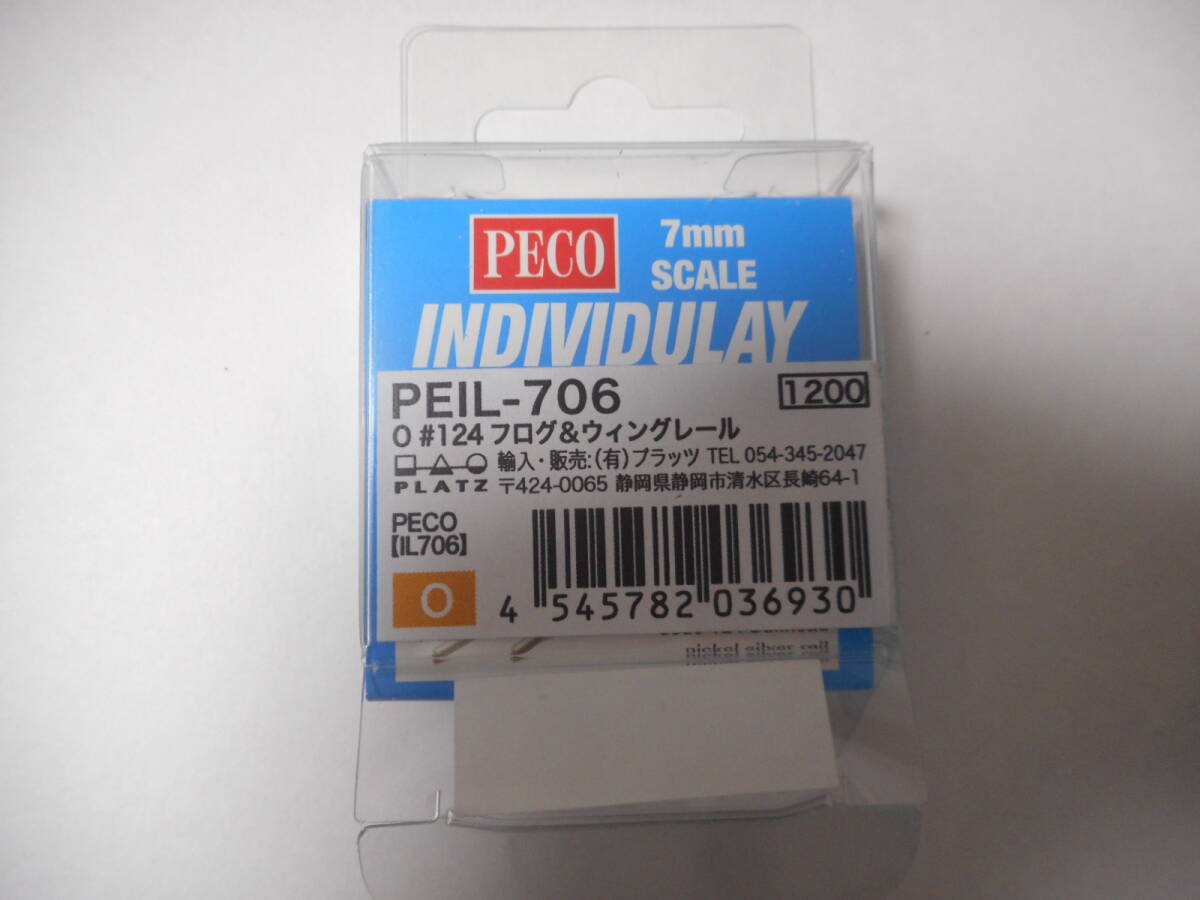 PECO
7mm
SCALE
INDIVIDULAY
PEIL-706
1200
O #124 フログ&ウィングレール
輸入・販売:(有)プラッツ TEL 054-345-2047
PLATZ
〒424-0065 静岡県静岡市清水区長崎64-1
PECO
【IL706】
O
4 545782 036930
nickel silver rail